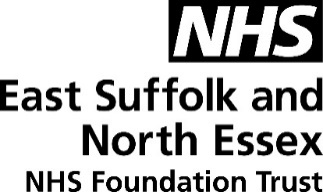 NHS
East Suffolk and
North Essex
NHS Foundation Trust